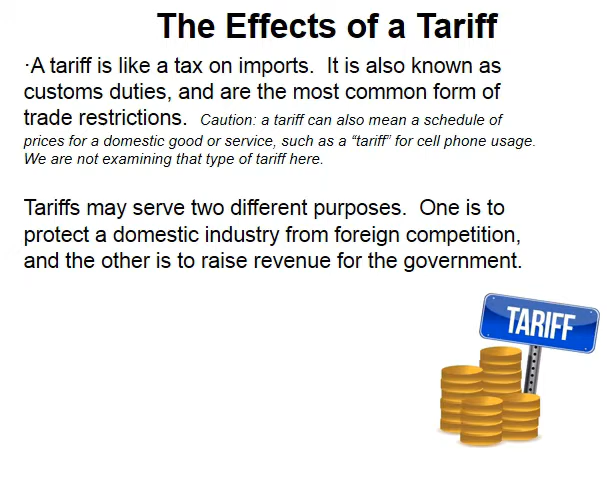 The Effects of a Tariff
·A tariff is like a tax on imports.  It is also known as
customs duties, and are the most common form of
trade restrictions.  Caution: a tariff can also mean a schedule of
prices for a domestic good or service, such as a “tariff” for cell phone usage.
We are not examining that type of tariff here.
Tariffs may serve two different purposes.  One is to
protect a domestic industry from foreign competition,
and the other is to raise revenue for the government.
TARIFF